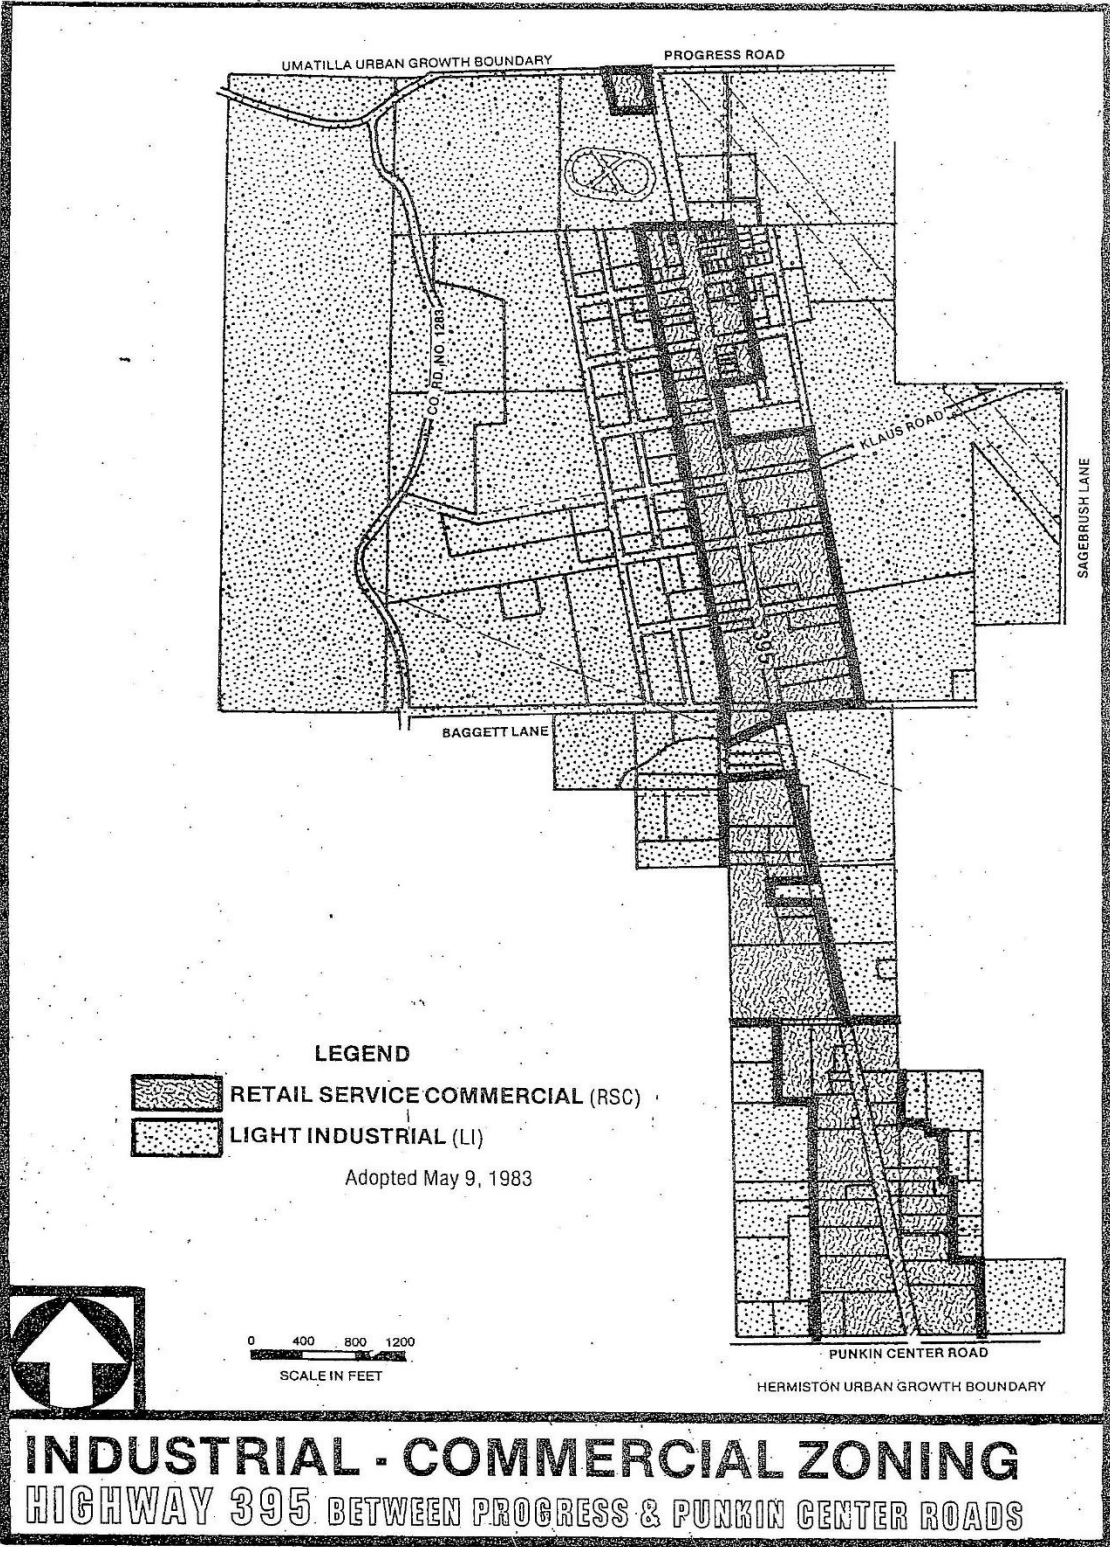 UMATILLA URBAN GROWTH BOUNDARY
PROGRESS ROAD
CO. RD. NO. 1283
KLAUS ROAD
SAGEBRUSH LANE
395
BAGGETT LANE
LEGEND
RETAIL SERVICE COMMERCIAL (RSC)
LIGHT INDUSTRIAL (LI)
Adopted May 9, 1983
0 400 800 1200
SCALE IN FEET
PUNKIN CENTER ROAD
HERMISTON URBAN GROWTH BOUNDARY
INDUSTRIAL - COMMERCIAL ZONING
HIGHWAY 395 BETWEEN PROGRESS & PUNKIN CENTER ROADS